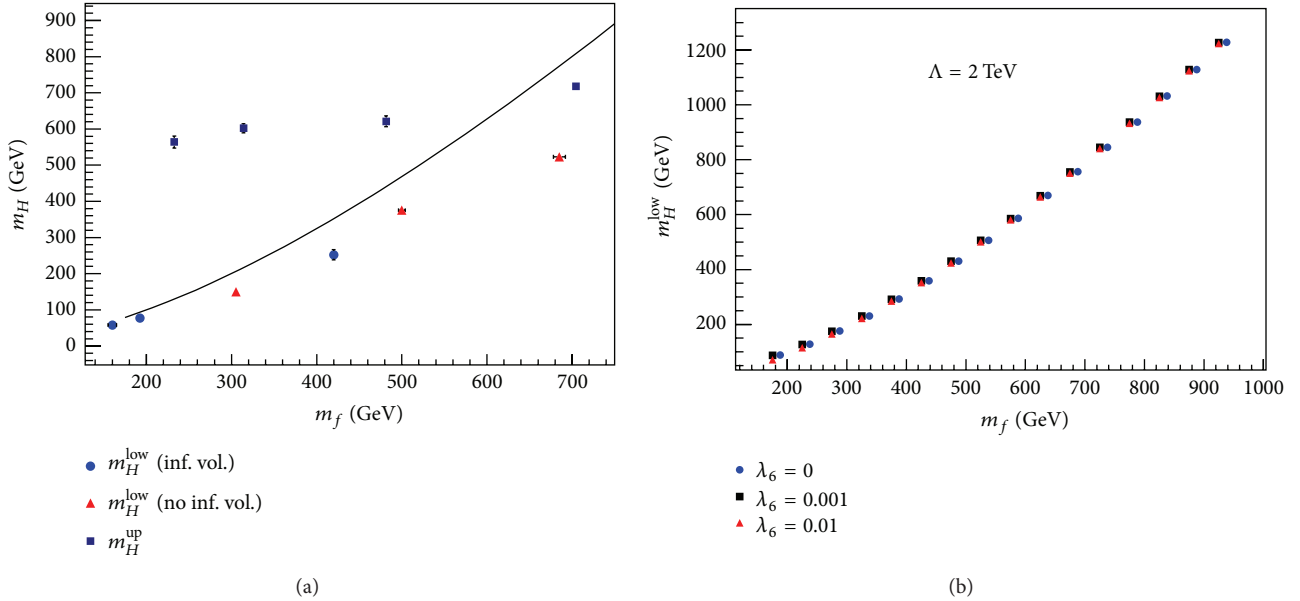 900
800
700
600
500
400
300
200
100
0
m_H (GeV)
200 300 400 500 600 700
m_f (GeV)
m_H^low (inf. vol.)
m_H^low (no inf. vol.)
m_H^up
(a)
1200
1000
800
600
400
200
m_H^low (GeV)
Λ = 2 TeV
200 300 400 500 600 700 800 900 1000
m_f (GeV)
λ_6 = 0
λ_6 = 0.001
λ_6 = 0.01
(b)